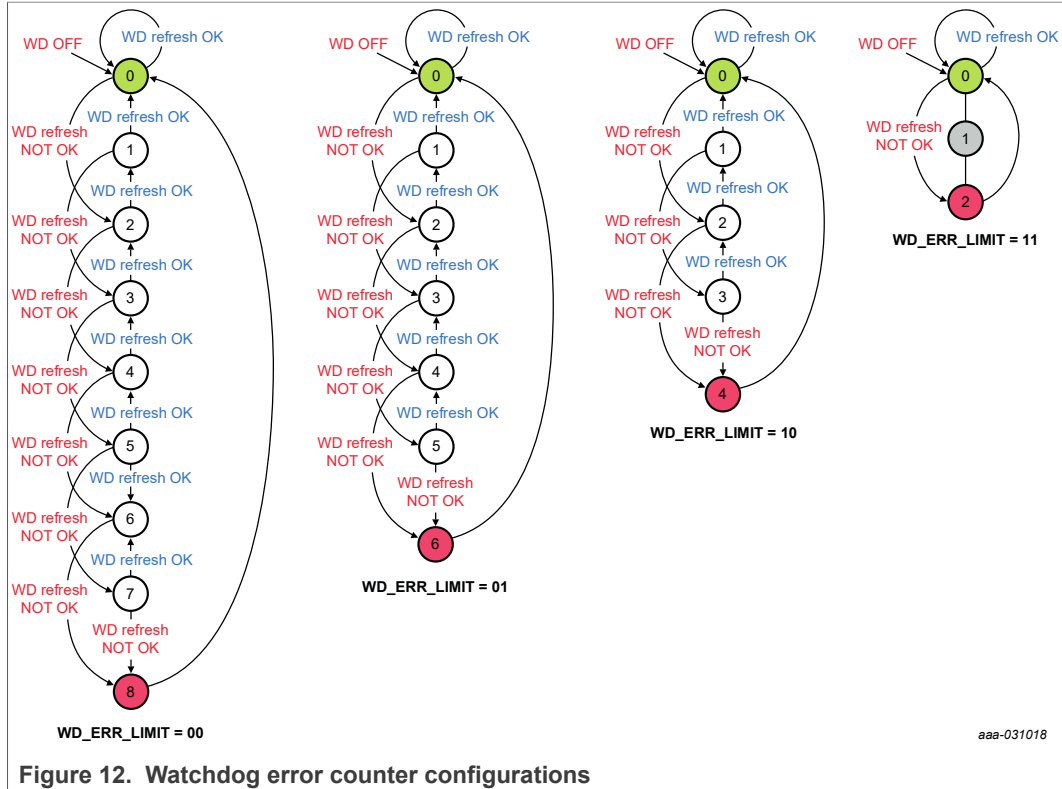 WD OFF
WD refresh OK
0
WD refresh OK
WD refresh
NOT OK
1
WD refresh OK
WD refresh
NOT OK
2
WD refresh OK
WD refresh
NOT OK
3
WD refresh OK
WD refresh
NOT OK
4
WD refresh OK
WD refresh
NOT OK
5
WD refresh OK
WD refresh
NOT OK
6
WD refresh OK
WD refresh
NOT OK
7
WD refresh
NOT OK
8
WD_ERR_LIMIT = 00
WD OFF
WD refresh OK
0
WD refresh OK
WD refresh
NOT OK
1
WD refresh OK
WD refresh
NOT OK
2
WD refresh OK
WD refresh
NOT OK
3
WD refresh OK
WD refresh
NOT OK
4
WD refresh OK
WD refresh
NOT OK
5
WD refresh
NOT OK
6
WD_ERR_LIMIT = 01
WD OFF
WD refresh OK
0
WD refresh OK
WD refresh
NOT OK
1
WD refresh OK
WD refresh
NOT OK
2
WD refresh OK
WD refresh
NOT OK
3
WD refresh
NOT OK
4
WD_ERR_LIMIT = 10
WD OFF
WD refresh OK
0
WD refresh
NOT OK
1
2
WD_ERR_LIMIT = 11
aaa-031018
Figure 12. Watchdog error counter configurations